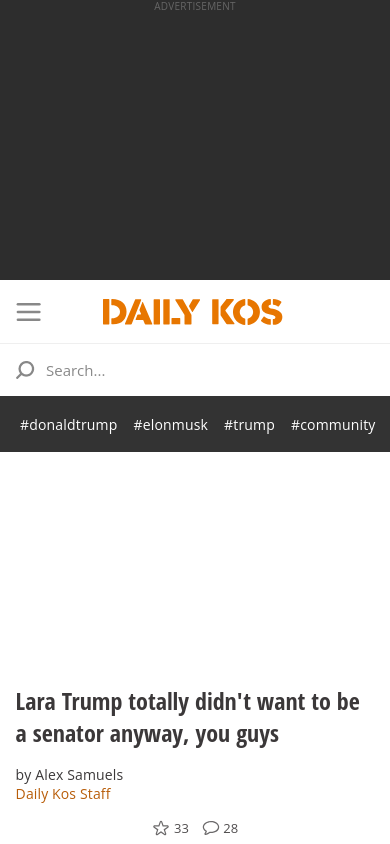 ADVERTISEMENT
DAILY KOS
Search...
#donaldtrump #elonmusk #trump #community
Lara Trump totally didn't want to be
a senator anyway, you guys
by Alex Samuels
Daily Kos Staff
33 28